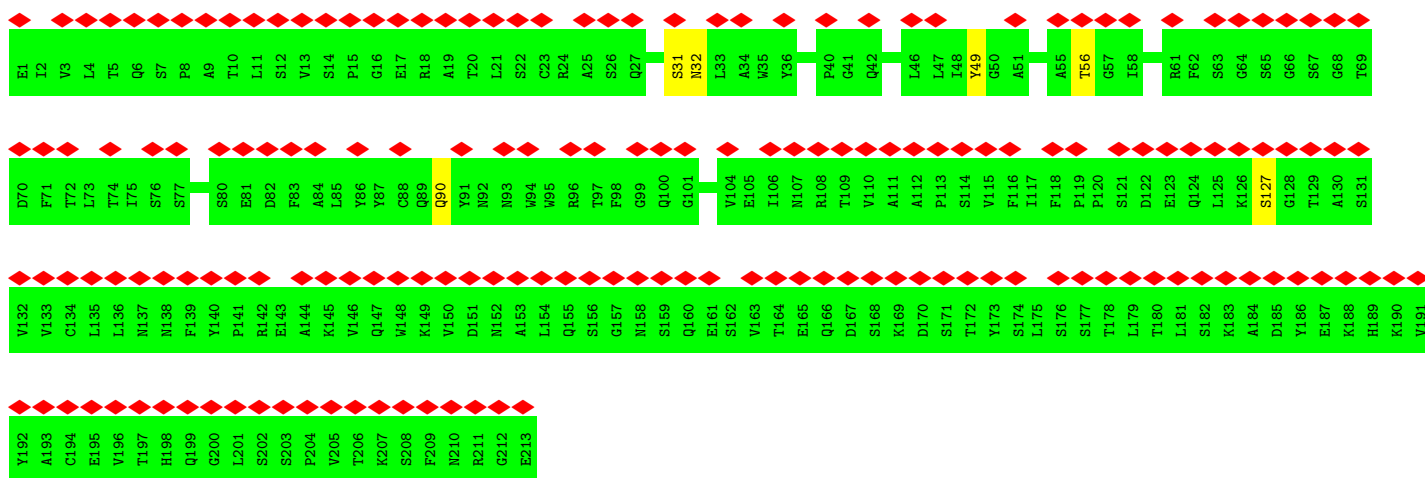 E1 I2 V3 L4 T5 Q6 S7 P8 A9 T10 L11 S12 V13 S14 P15 G16 E17 R18 A19 T20 L21 S22 C23 R24 A25 S26 Q27 S31 N32 L33 A34 W35 Y36 P40 G41 Q42 L46 L47 I48 Y49 G50 A51 A55 T56 G57 I58 R61 F62 S63 G64 S65 G66 S67 G68 T69
D70 F71 T72 L73 T74 I75 S76 S77 S80 E81 D82 F83 A84 L85 Y86 Y87 C88 Q89 Q90 Y91 N92 N93 W94 W95 R96 T97 F98 G99 Q100 G101 V104 E105 I106 N107 R108 T109 V110 A111 A112 P113 S114 V115 F116 I117 F118 P119 P120 S121 D122 E123 Q124 L125 K126 S127 G128 T129 A130 S131
V132 V133 C134 L135 L136 N137 N138 F139 Y140 P141 R142 E143 A144 K145 V146 Q147 W148 K149 V150 D151 N152 A153 L154 Q155 S156 G157 N158 S159 Q160 E161 S162 V163 T164 E165 Q166 D167 S168 K169 D170 S171 T172 Y173 S174 L175 S176 S177 T178 L179 T180 L181 S182 K183 A184 D185 Y186 E187 K188 H189 K190 V191
Y192 A193 C194 E195 V196 T197 H198 Q199 G200 L201 S202 S203 P204 V205 T206 K207 S208 F209 N210 R211 G212 E213